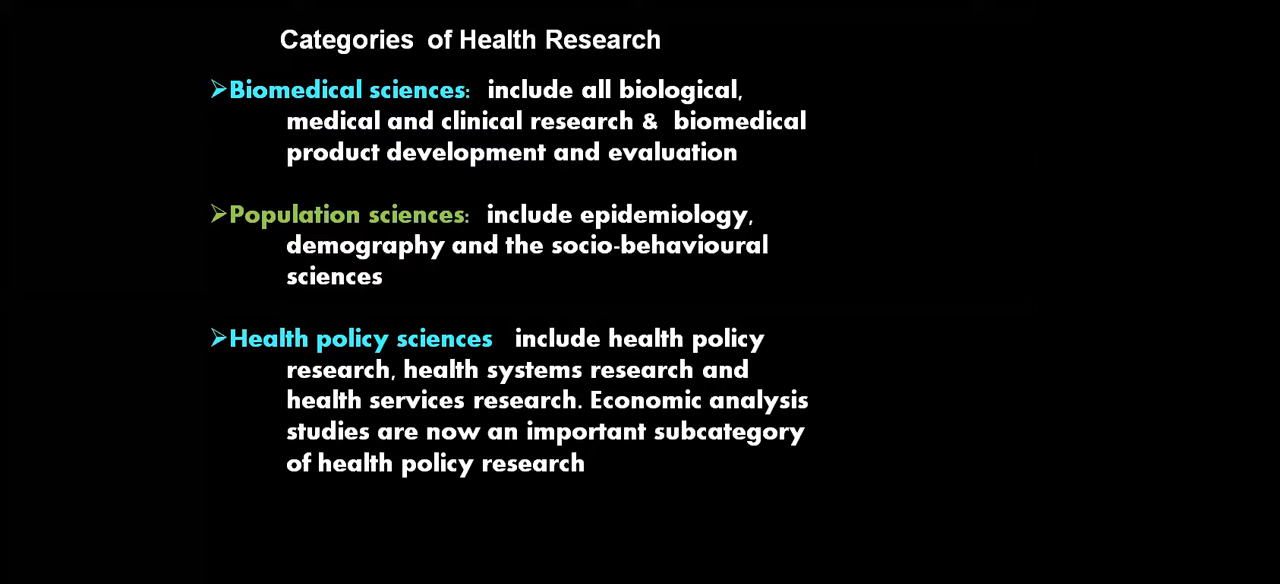 Categories of Health Research
➢Biomedical sciences: include all biological,
medical and clinical research & biomedical
product development and evaluation
➢Population sciences: include epidemiology,
demography and the socio-behavioural
sciences
➢Health policy sciences include health policy
research, health systems research and
health services research. Economic analysis
studies are now an important subcategory
of health policy research